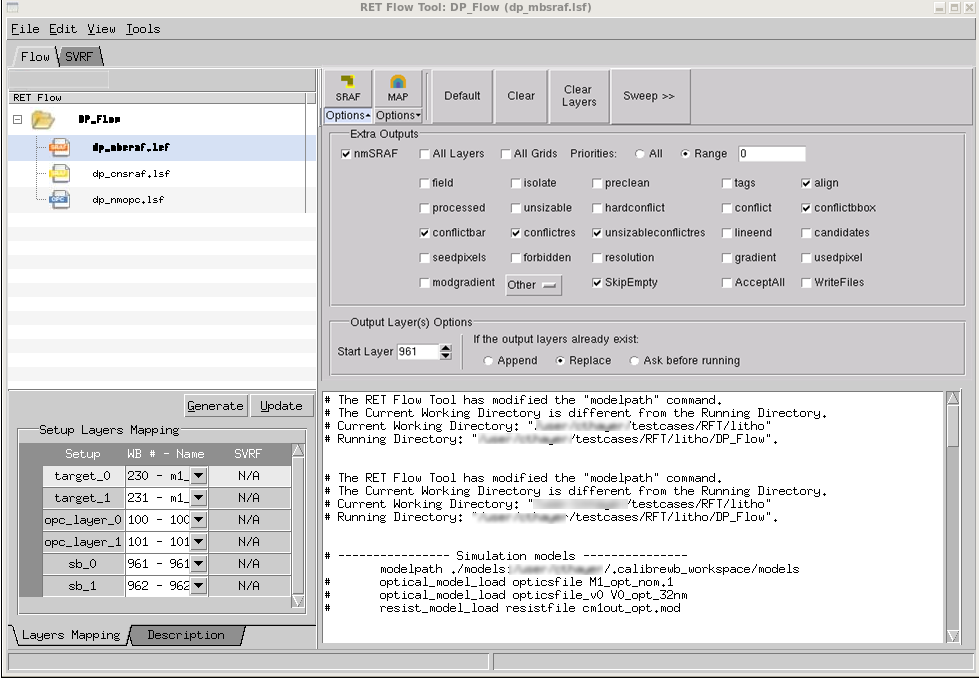 RET Flow Tool: DP_Flow (dp_mbsraf.lsf)
File Edit View Tools
Flow SVRF
RET Flow
DP_Flow
dp_mbsraf.lsf
dp_cnsraf.lsf
dp_nmopc.lsf
SRAF MAP Default Clear Clear Layers Sweep >>
Options Options
Extra Outputs
nmSRAF All Layers All Grids Priorities: All Range 0
field isolate preclean tags align
processed unsizable hardconflict conflict conflictbbox
conflictbar conflictres unsizableconflictres lineend candidates
seedpixels forbidden resolution gradient usedpixel
modgradient Other SkipEmpty AcceptAll WriteFiles
Output Layer(s) Options
Start Layer 961
If the output layers already exist:
Append Replace Ask before running
Generate Update
Setup Layers Mapping
Setup WB # - Name SVRF
target_0 230 - m1_ N/A
target_1 231 - m1_ N/A
opc_layer_0 100 - 100 N/A
opc_layer_1 101 - 101 N/A
sb_0 961 - 961 N/A
sb_1 962 - 962 N/A
Layers Mapping Description
# The RET Flow Tool has modified the "modelpath" command.
# The Current Working Directory is different from the Running Directory.
# Current Working Directory: " /testcases/RFT/litho
# Running Directory: " /testcases/RFT/litho/DP_Flow".
# The RET Flow Tool has modified the "modelpath" command.
# The Current Working Directory is different from the Running Directory.
# Current Working Directory: " /testcases/RFT/litho"
# Running Directory: " /testcases/RFT/litho/DP_Flow".
# ---------------- Simulation models ---------------
modelpath ./models: /.calibrewb_workspace/models
# optical_model_load opticsfile M1_opt_nom.1
# optical_model_load opticsfile_v0 V0_opt_32nm
# resist_model_load resistfile cm1out_opt.mod